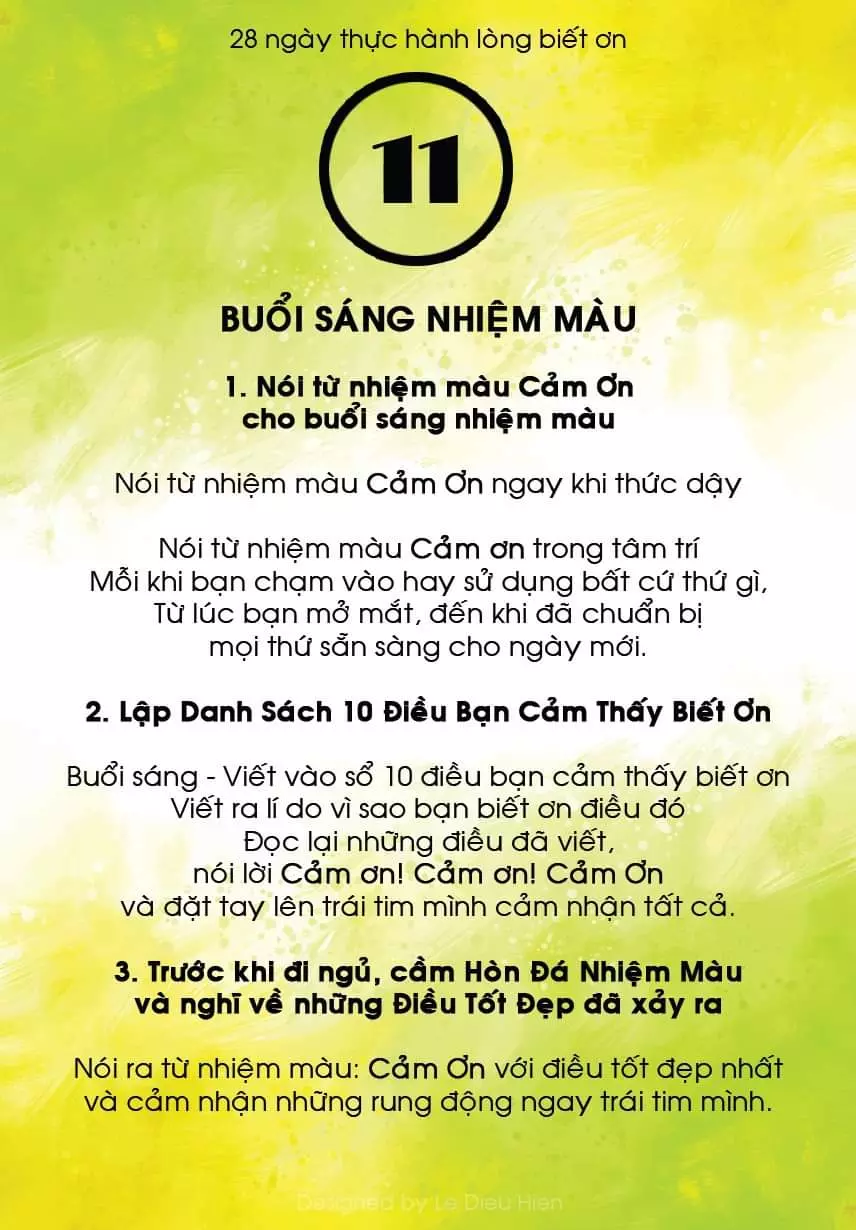 28 ngày thực hành lòng biết ơn
11
BUỔI SÁNG NHIỆM MÀU
1. Nói từ nhiệm màu Cảm Ơn
cho buổi sáng nhiệm màu
Nói từ nhiệm màu Cảm Ơn ngay khi thức dậy
Nói từ nhiệm màu Cảm ơn trong tâm trí
Mỗi khi bạn chạm vào hay sử dụng bất cứ thứ gì,
Từ lúc bạn mở mắt, đến khi đã chuẩn bị
mọi thứ sẵn sàng cho ngày mới.
2. Lập Danh Sách 10 Điều Bạn Cảm Thấy Biết Ơn
Buổi sáng - Viết vào sổ 10 điều bạn cảm thấy biết ơn
Viết ra lí do vì sao bạn biết ơn điều đó
Đọc lại những điều đã viết,
nói lời Cảm ơn! Cảm ơn! Cảm Ơn
và đặt tay lên trái tim mình cảm nhận tất cả.
3. Trước khi đi ngủ, cầm Hòn Đá Nhiệm Màu
và nghĩ về những Điều Tốt Đẹp đã xảy ra
Nói ra từ nhiệm màu: Cảm Ơn với điều tốt đẹp nhất
và cảm nhận những rung động ngay trái tim mình.
Designed by Le Dieu Hien